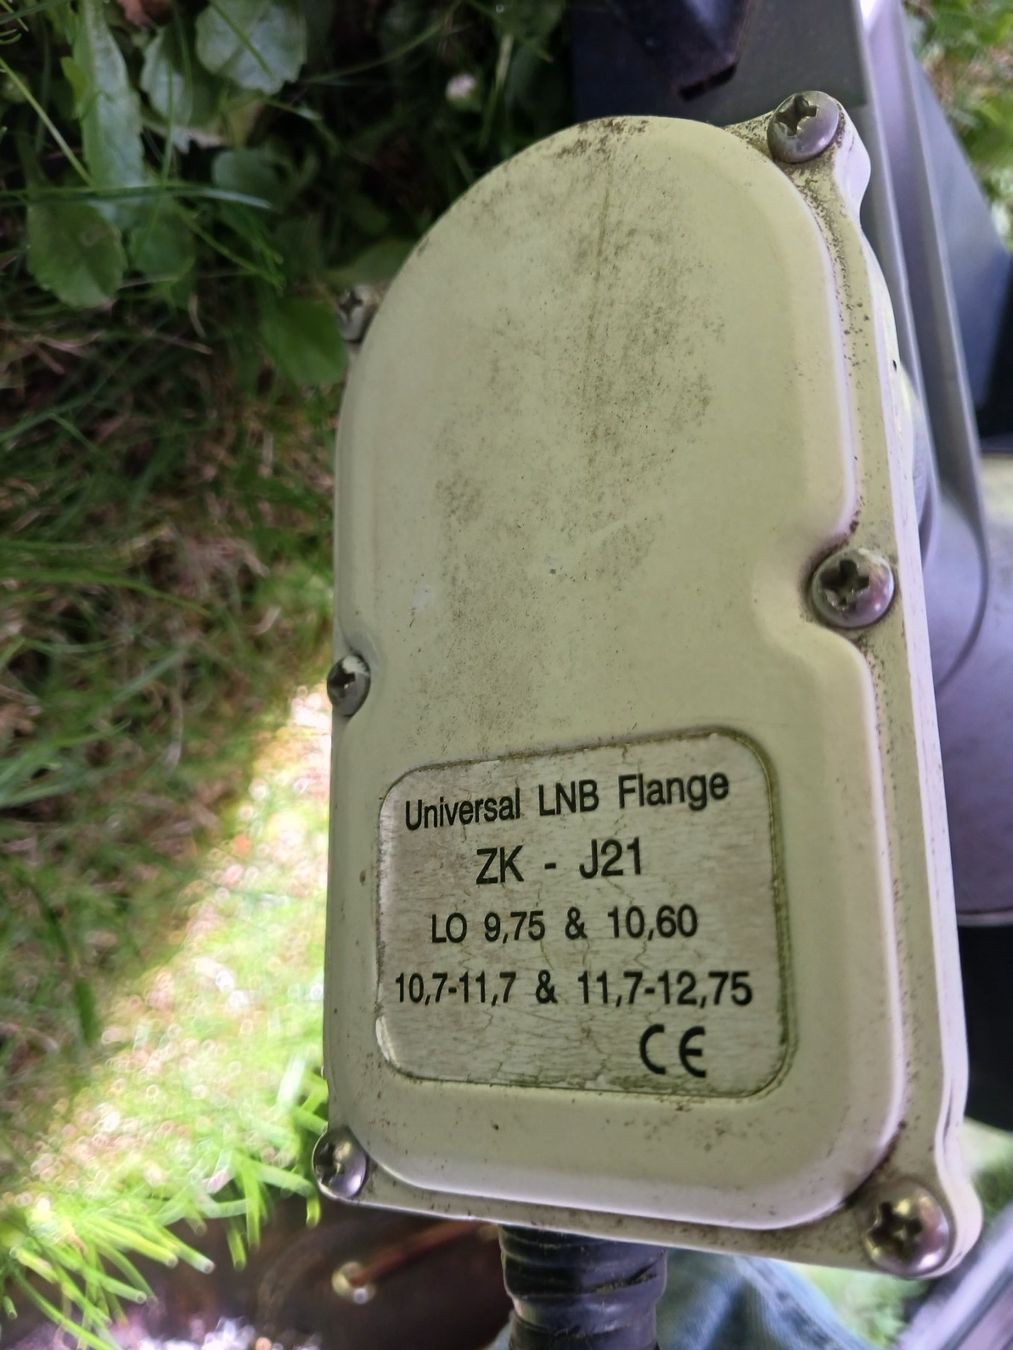 Universal LNB Flange
ZK - J21
LO 9,75 & 10,60
10,7-11,7 & 11,7-12,75
CE